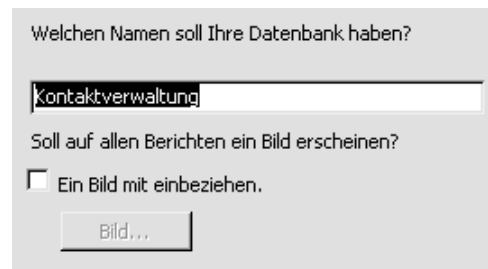 Welchen Namen soll Ihre Datenbank haben?
Kontaktverwaltung
Soll auf allen Berichten ein Bild erscheinen?
Ein Bild mit einbeziehen.
Bild...